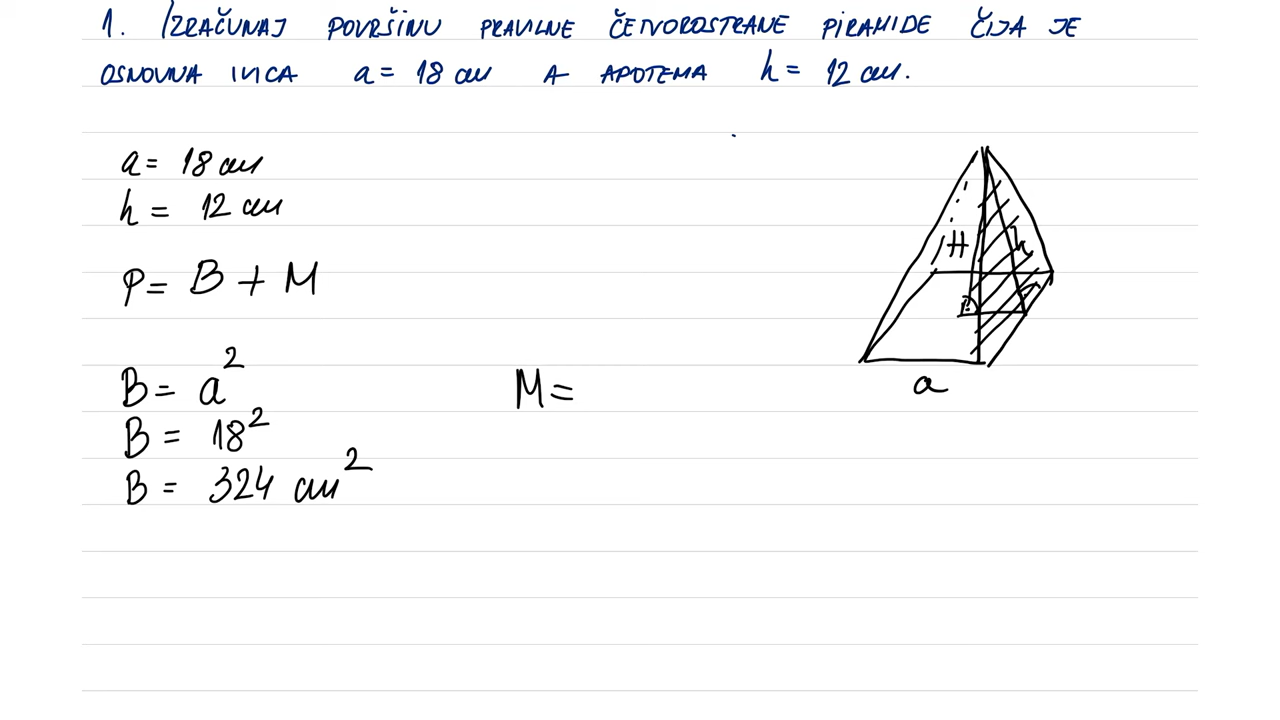 1. IZRAČUNAJ POVRŠINU PRAVILNE ČETVOROSTRANE PIRAMIDE ČIJA JE
OSNOVNA IVICA a = 18 cm A APOTEMA h = 12 cm.
a = 18 cm
h = 12 cm
P = B + M
B = a²
B = 18²
B = 324 cm²
M =
H
h
a